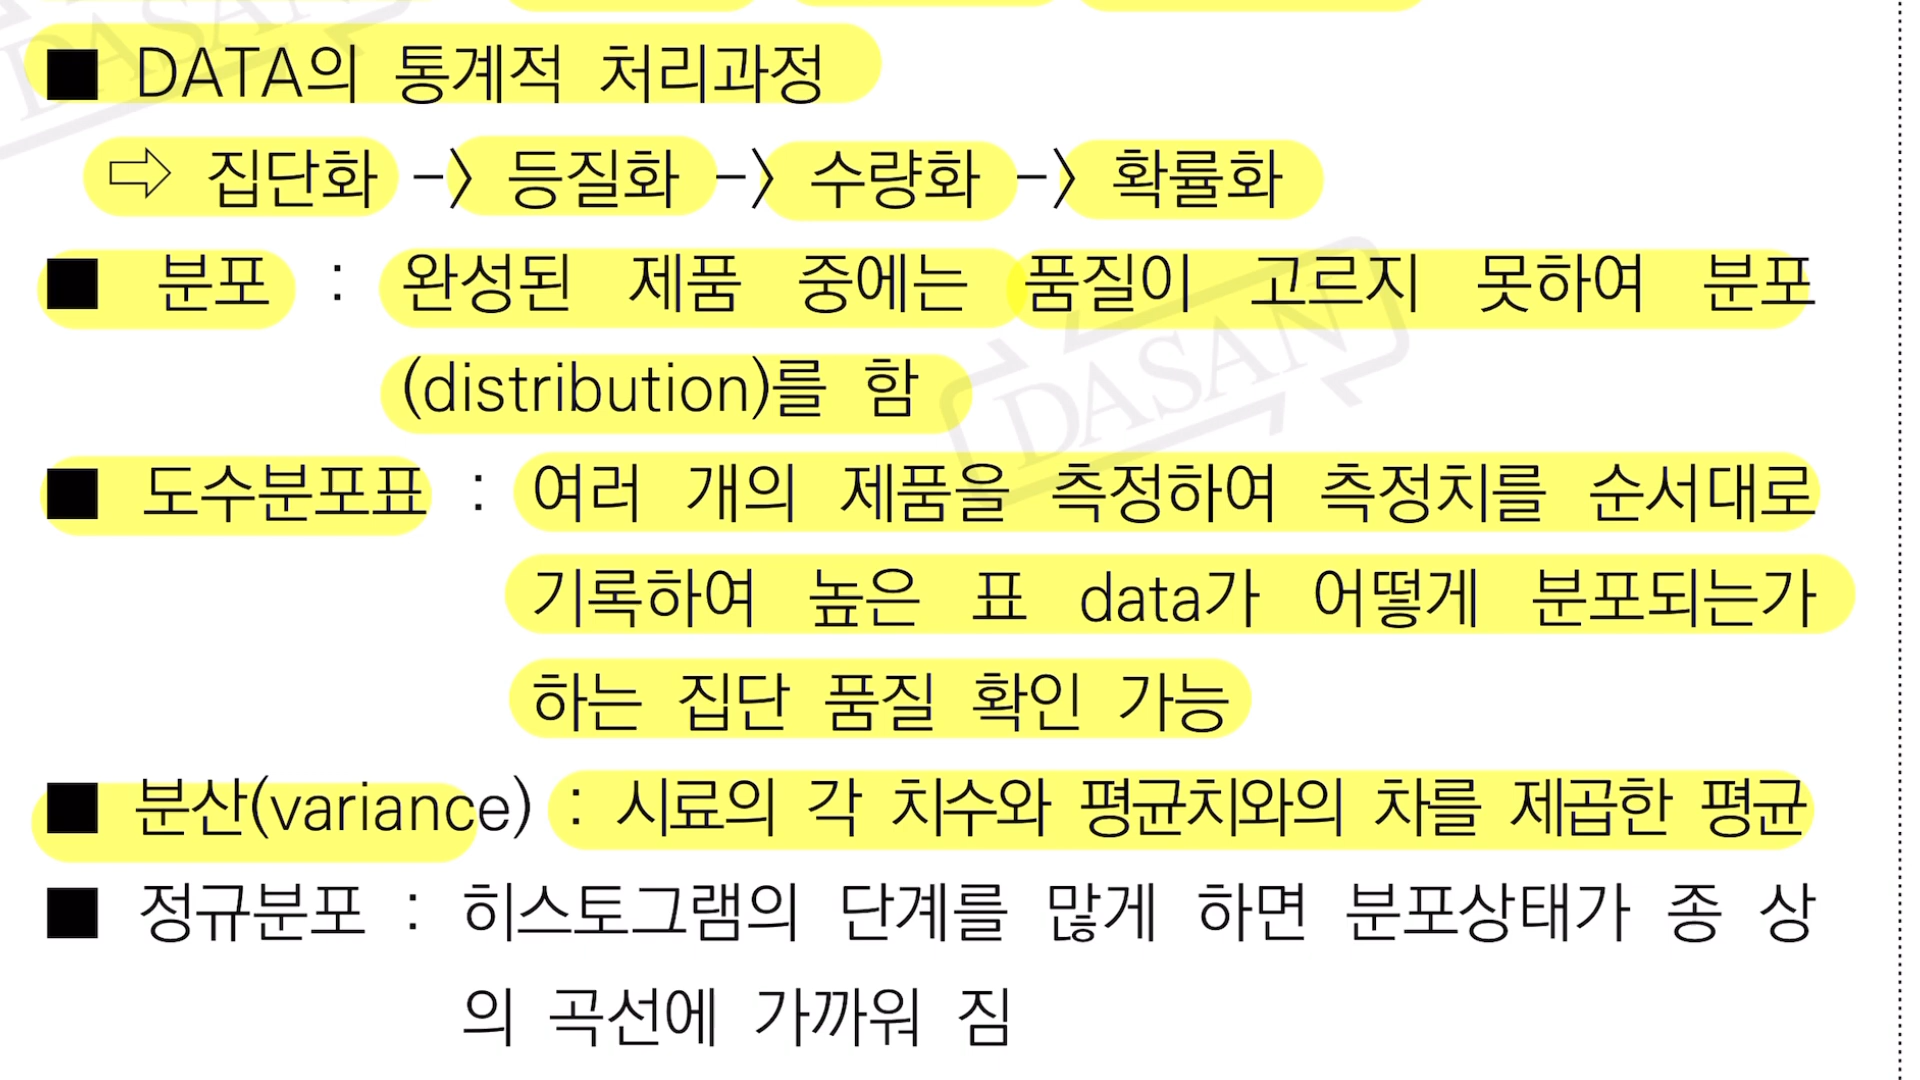 ■ DATA의 통계적 처리과정
⇨ 집단화 -> 등질화 -> 수량화 -> 확률화
■ 분포 : 완성된 제품 중에는 품질이 고르지 못하여 분포
(distribution)를 함
■ 도수분포표 : 여러 개의 제품을 측정하여 측정치를 순서대로
기록하여 높은 표 data가 어떻게 분포되는가
하는 집단 품질 확인 가능
■ 분산(variance) : 시료의 각 치수와 평균치와의 차를 제곱한 평균
■ 정규분포 : 히스토그램의 단계를 많게 하면 분포상태가 종 상
의 곡선에 가까워 짐
DASAN
DASAN